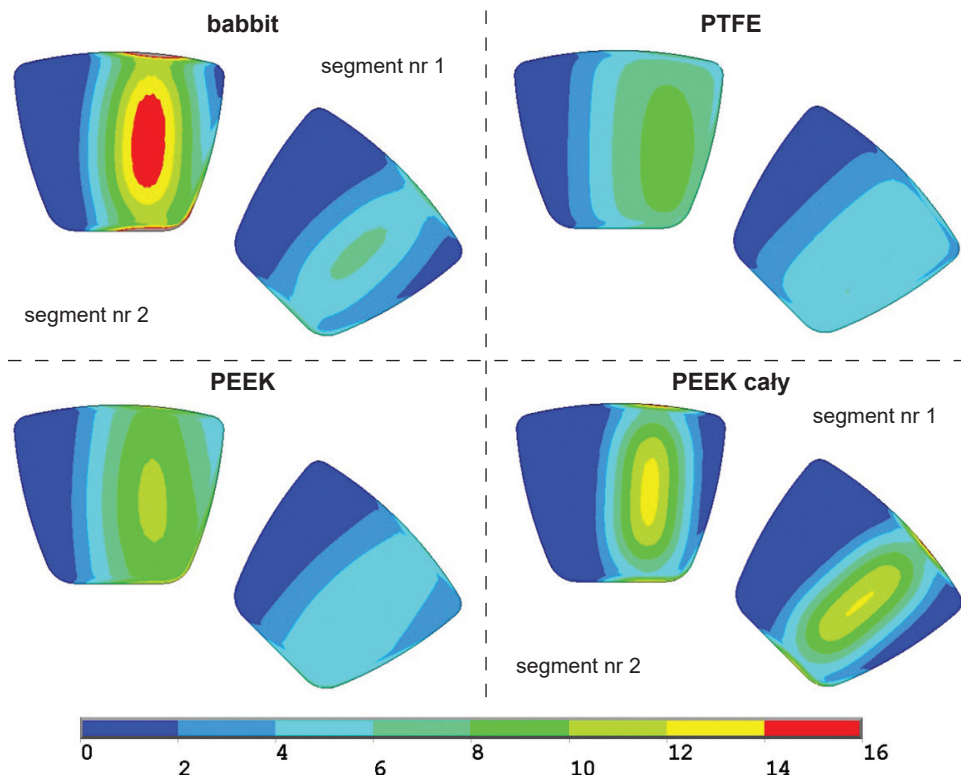 babbit
PTFE
segment nr 1
segment nr 2
PEEK
PEEK cały
segment nr 1
segment nr 2
0 2 4 6 8 10 12 14 16